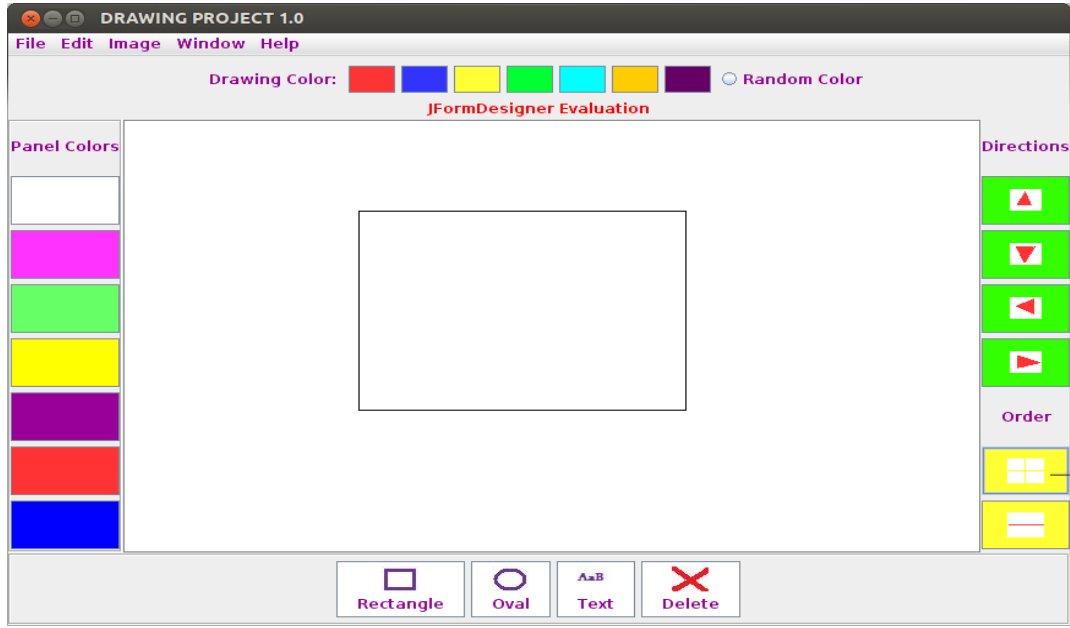 DRAWING PROJECT 1.0
File Edit Image Window Help
Drawing Color: Random Color
JFormDesigner Evaluation
Panel Colors
Directions
Order
AaB
Rectangle Oval Text Delete